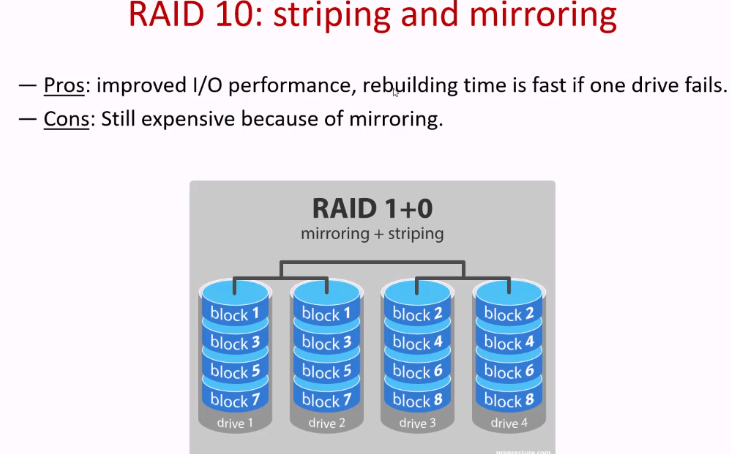 RAID 10: striping and mirroring
— Pros: improved I/O performance, rebuilding time is fast if one drive fails.
— Cons: Still expensive because of mirroring.
RAID 1+0
mirroring + striping
block 1 block 1 block 2 block 2
block 3 block 3 block 4 block 4
block 5 block 5 block 6 block 6
block 7 block 7 block 8 block 8
drive 1 drive 2 drive 3 drive 4